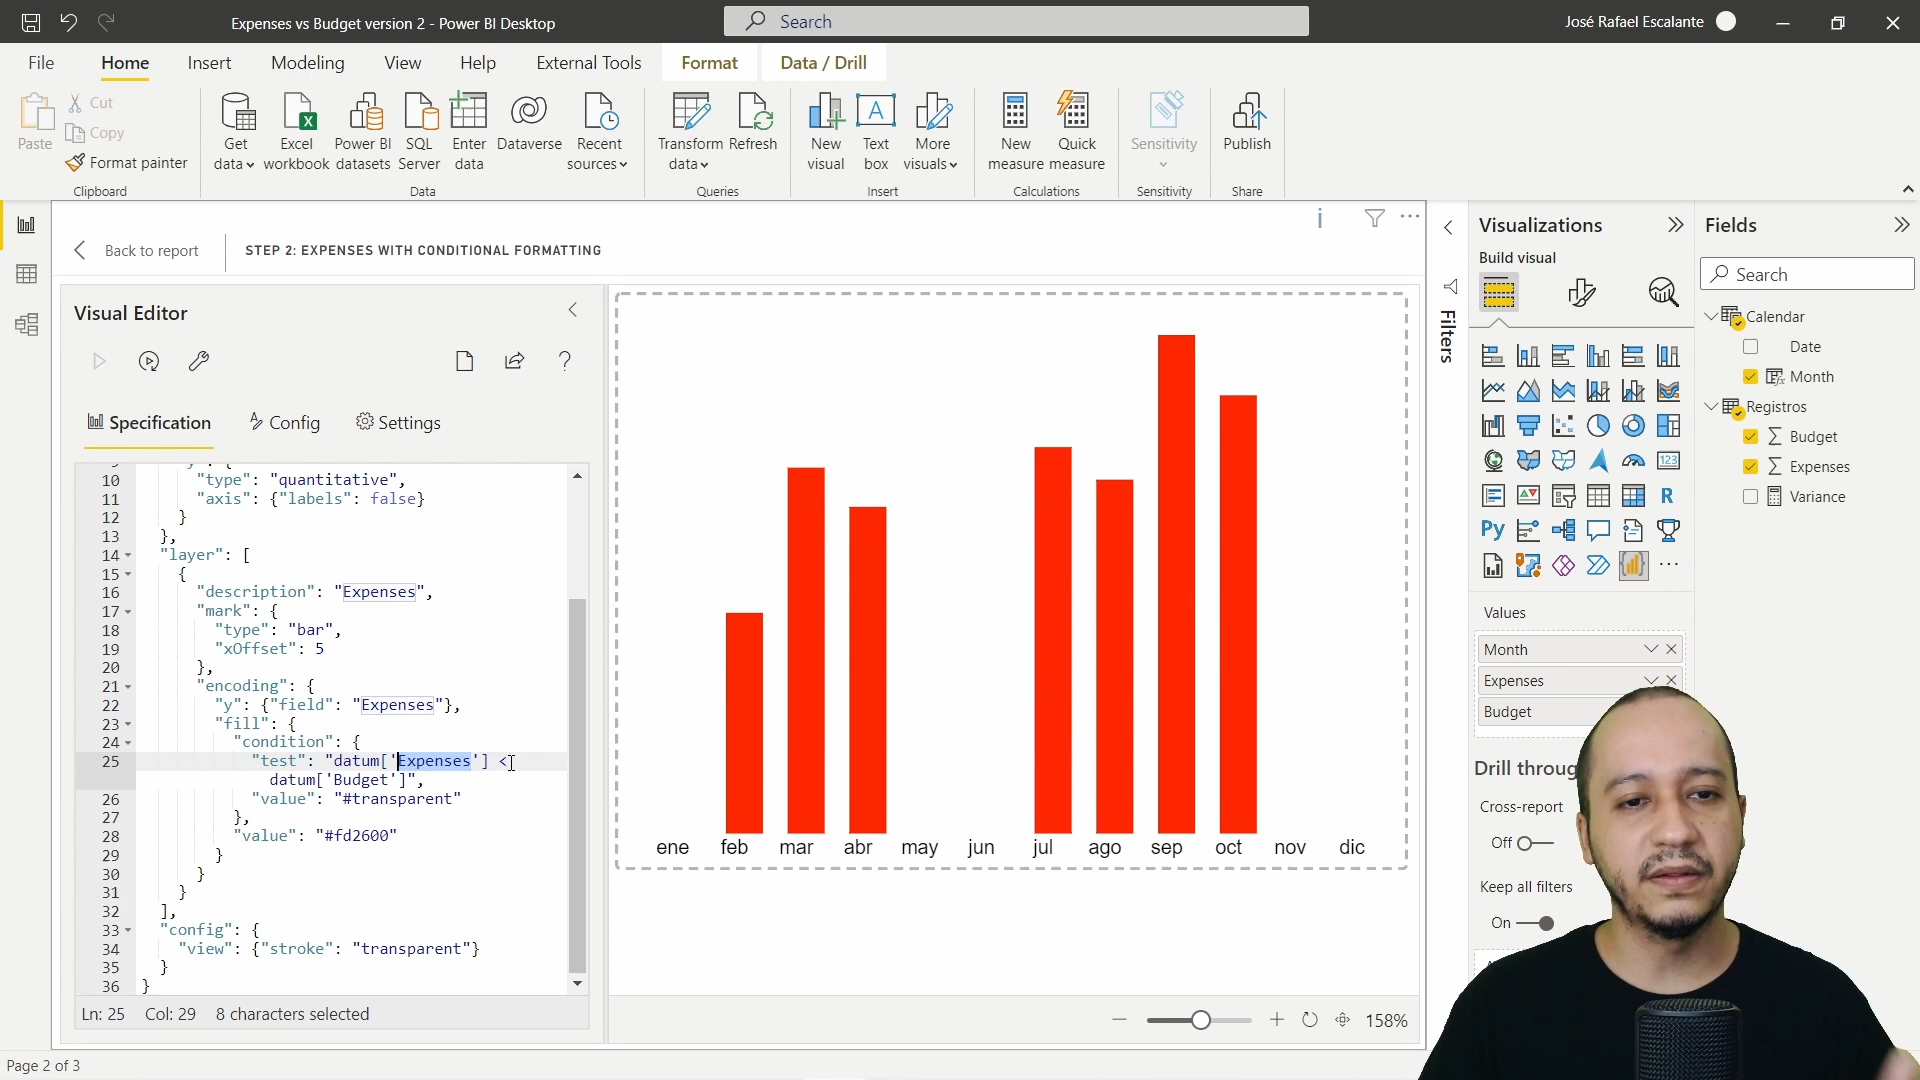 Expenses vs Budget version 2 - Power BI Desktop
Search
José Rafael Escalante
File
Home
Insert
Modeling
View
Help
External Tools
Format
Data / Drill
Paste
Cut
Copy
Format painter
Clipboard
Get data
Excel workbook
Power BI datasets
SQL Server
Enter data
Dataverse
Recent sources
Data
Transform data
Refresh
Queries
New visual
Text box
More visuals
Insert
New measure
Quick measure
Calculations
Sensitivity
Sensitivity
Publish
Share
Back to report
STEP 2: EXPENSES WITH CONDITIONAL FORMATTING
Visual Editor
Specification
Config
Settings
10 "type": "quantitative",
11 "axis": {"labels": false}
12 }
13 },
14 "layer": [
15 {
16 "description": "Expenses",
17 "mark": {
18 "type": "bar",
19 "xOffset": 5
20 },
21 "encoding": {
22 "y": {"field": "Expenses"},
23 "fill": {
24 "condition": {
25 "test": "datum['Expenses'] <
datum['Budget']",
26 "value": "#transparent"
27 },
28 "value": "#fd2600"
29 }
30 }
31 }
32 ],
33 "config": {
34 "view": {"stroke": "transparent"}
35 }
36 }
Ln: 25 Col: 29 8 characters selected
ene feb mar abr may jun jul ago sep oct nov dic
158%
Filters
Visualizations
Build visual
123
R
Py
Values
Month
Expenses
Budget
Drill throug
Cross-report
Off
Keep all filters
On
Fields
Search
Calendar
Date
Month
Registros
Budget
Expenses
Variance
Page 2 of 3